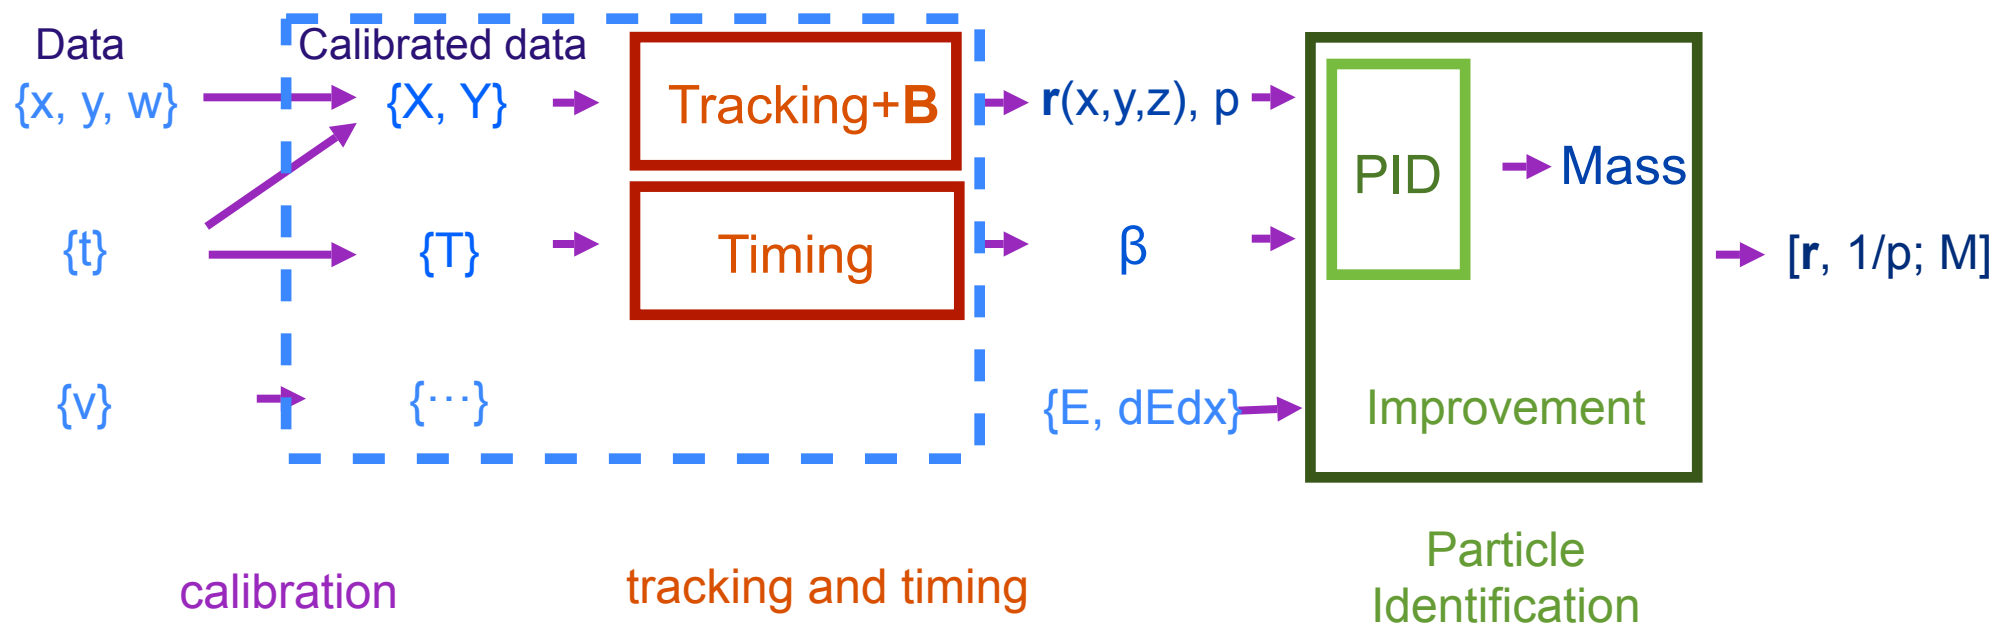 Data
Calibrated data
{x, y, w}
{X, Y}
Tracking+B
r(x,y,z), p
PID
Mass
{t}
{T}
Timing
β
[r, 1/p; M]
{v}
{⋯}
{E, dEdx}
Improvement
calibration
tracking and timing
Particle
Identification